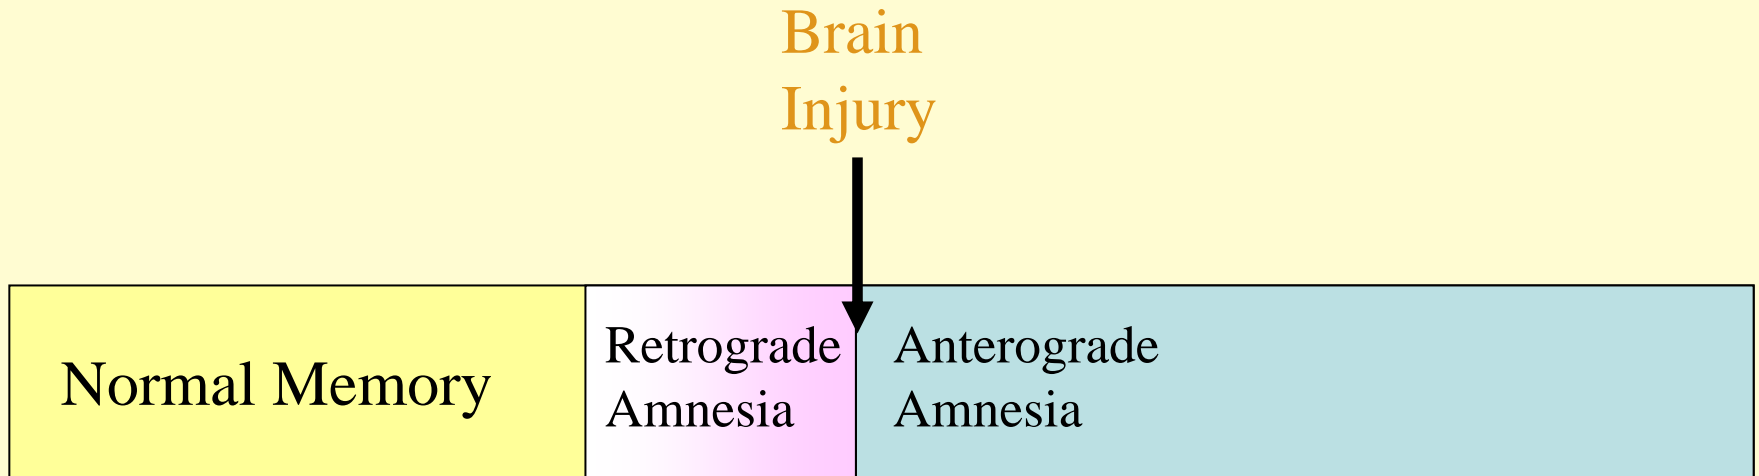 Brain
Injury
Normal Memory
Retrograde
Amnesia
Anterograde
Amnesia